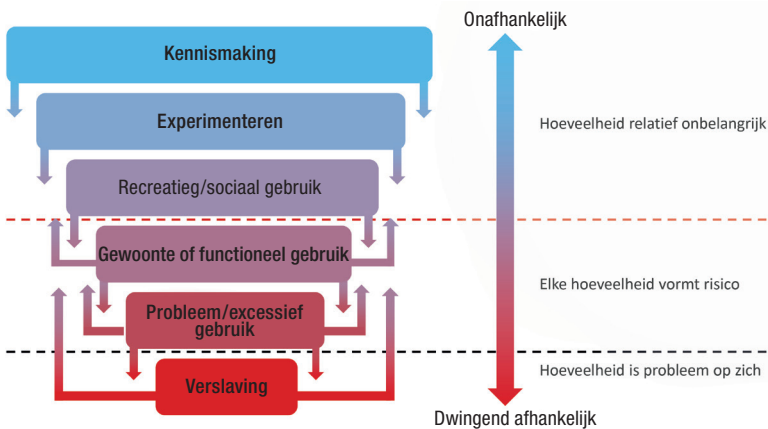 Onafhankelijk
Kennismaking
Experimenteren
Hoeveelheid relatief onbelangrijk
Recreatieg/sociaal gebruik
Gewoonte of functioneel gebruik
Elke hoeveelheid vormt risico
Probleem/excessief
gebruik
Hoeveelheid is probleem op zich
Verslaving
Dwingend afhankelijk